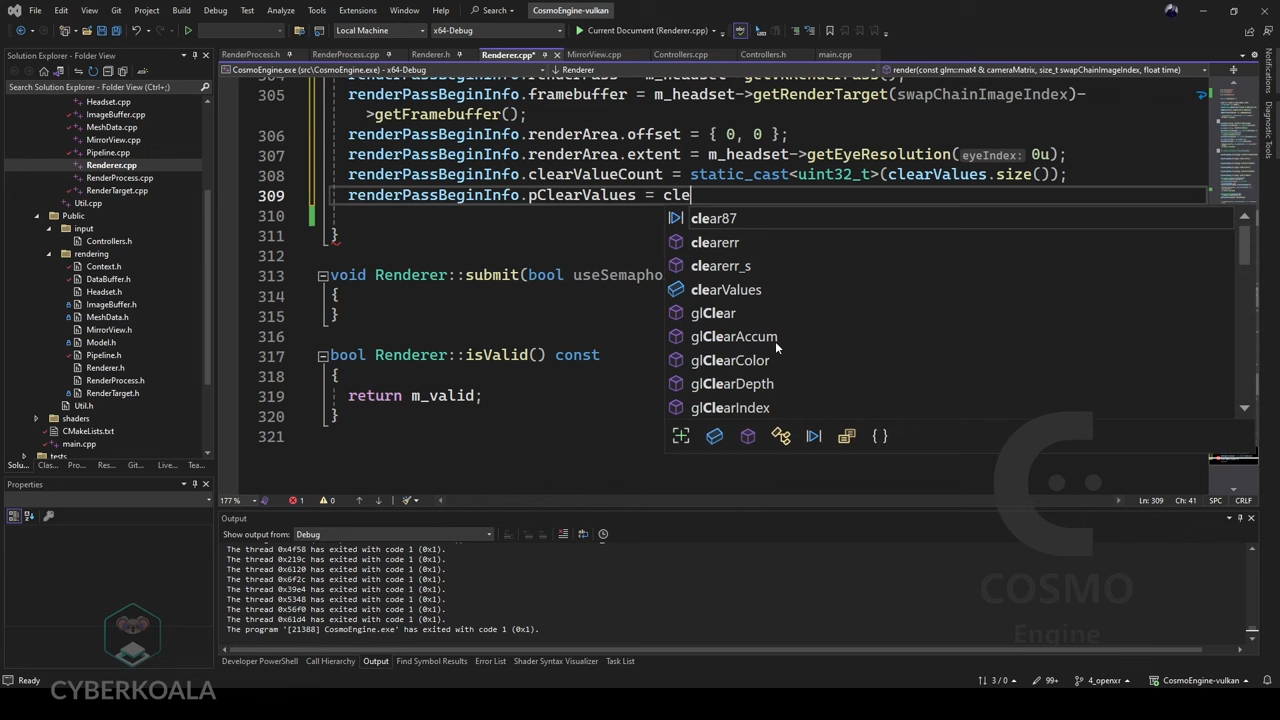 File Edit View Git Project Build Debug Test Analyze Tools Extensions Window Help Search CosmoEngine-vulkan
Local Machine x64-Debug Current Document (Renderer.cpp)
Solution Explorer - Folder View
RenderProcess.h RenderProcess.cpp Renderer.h Renderer.cpp* MirrorView.cpp Controllers.cpp Controllers.h main.cpp
CosmoEngine.exe (src\CosmoEngine.exe) - x64-Debug Renderer render(const glm::mat4 & cameraMatrix, size_t swapChainImageIndex, float time)
Search Solution Explorer - Folder View
Headset.cpp
ImageBuffer.cpp
MeshData.cpp
MirrorView.cpp
Pipeline.cpp
Renderer.cpp
RenderProcess.cpp
RenderTarget.cpp
Util.cpp
Public
input
Controllers.h
rendering
Context.h
DataBuffer.h
Headset.h
ImageBuffer.h
MeshData.h
MirrorView.h
Model.h
Pipeline.h
Renderer.h
RenderProcess.h
RenderTarget.h
Util.h
shaders
CMakeLists.txt
main.cpp
tests
Solu... Class... Pro... Res... Git... Live... Tea...
Properties
305 renderPassBeginInfo.framebuffer = m_headset->getRenderTarget(swapChainImageIndex)-
>getFramebuffer();
306 renderPassBeginInfo.renderArea.offset = { 0, 0 };
307 renderPassBeginInfo.renderArea.extent = m_headset->getEyeResolution(eyeIndex: 0u);
308 renderPassBeginInfo.clearValueCount = static_cast<uint32_t>(clearValues.size());
309 renderPassBeginInfo.pclearValues = cle
310
311 }
312
313 void Renderer::submit(bool useSemapho
314 {
315 }
316
317 bool Renderer::isValid() const
318 {
319 return m_valid;
320 }
321
clear87
clearerr
clearerr_s
clearValues
glClear
glClearAccum
glClearColor
glClearDepth
glClearIndex
177 % 1 0 Ln: 309 Ch: 41 SPC CRLF
Output
Show output from: Debug
The thread 0x4f58 has exited with code 1 (0x1).
The thread 0x219c has exited with code 1 (0x1).
The thread 0x6120 has exited with code 1 (0x1).
The thread 0x6f2c has exited with code 1 (0x1).
The thread 0x39e4 has exited with code 1 (0x1).
The thread 0x5348 has exited with code 1 (0x1).
The thread 0x56f0 has exited with code 1 (0x1).
The thread 0x61d4 has exited with code 1 (0x1).
The program '[21388] CosmoEngine.exe' has exited with code 1 (0x1).
Developer PowerShell Call Hierarchy Output Find Symbol Results Error List Shader Syntax Visualizer Task List
Ready 3 / 0 99+ 4_openxr CosmoEngine-vulkan
Notifications
Diagnostic Tools
COSMO
Engine
CYBERKOALA